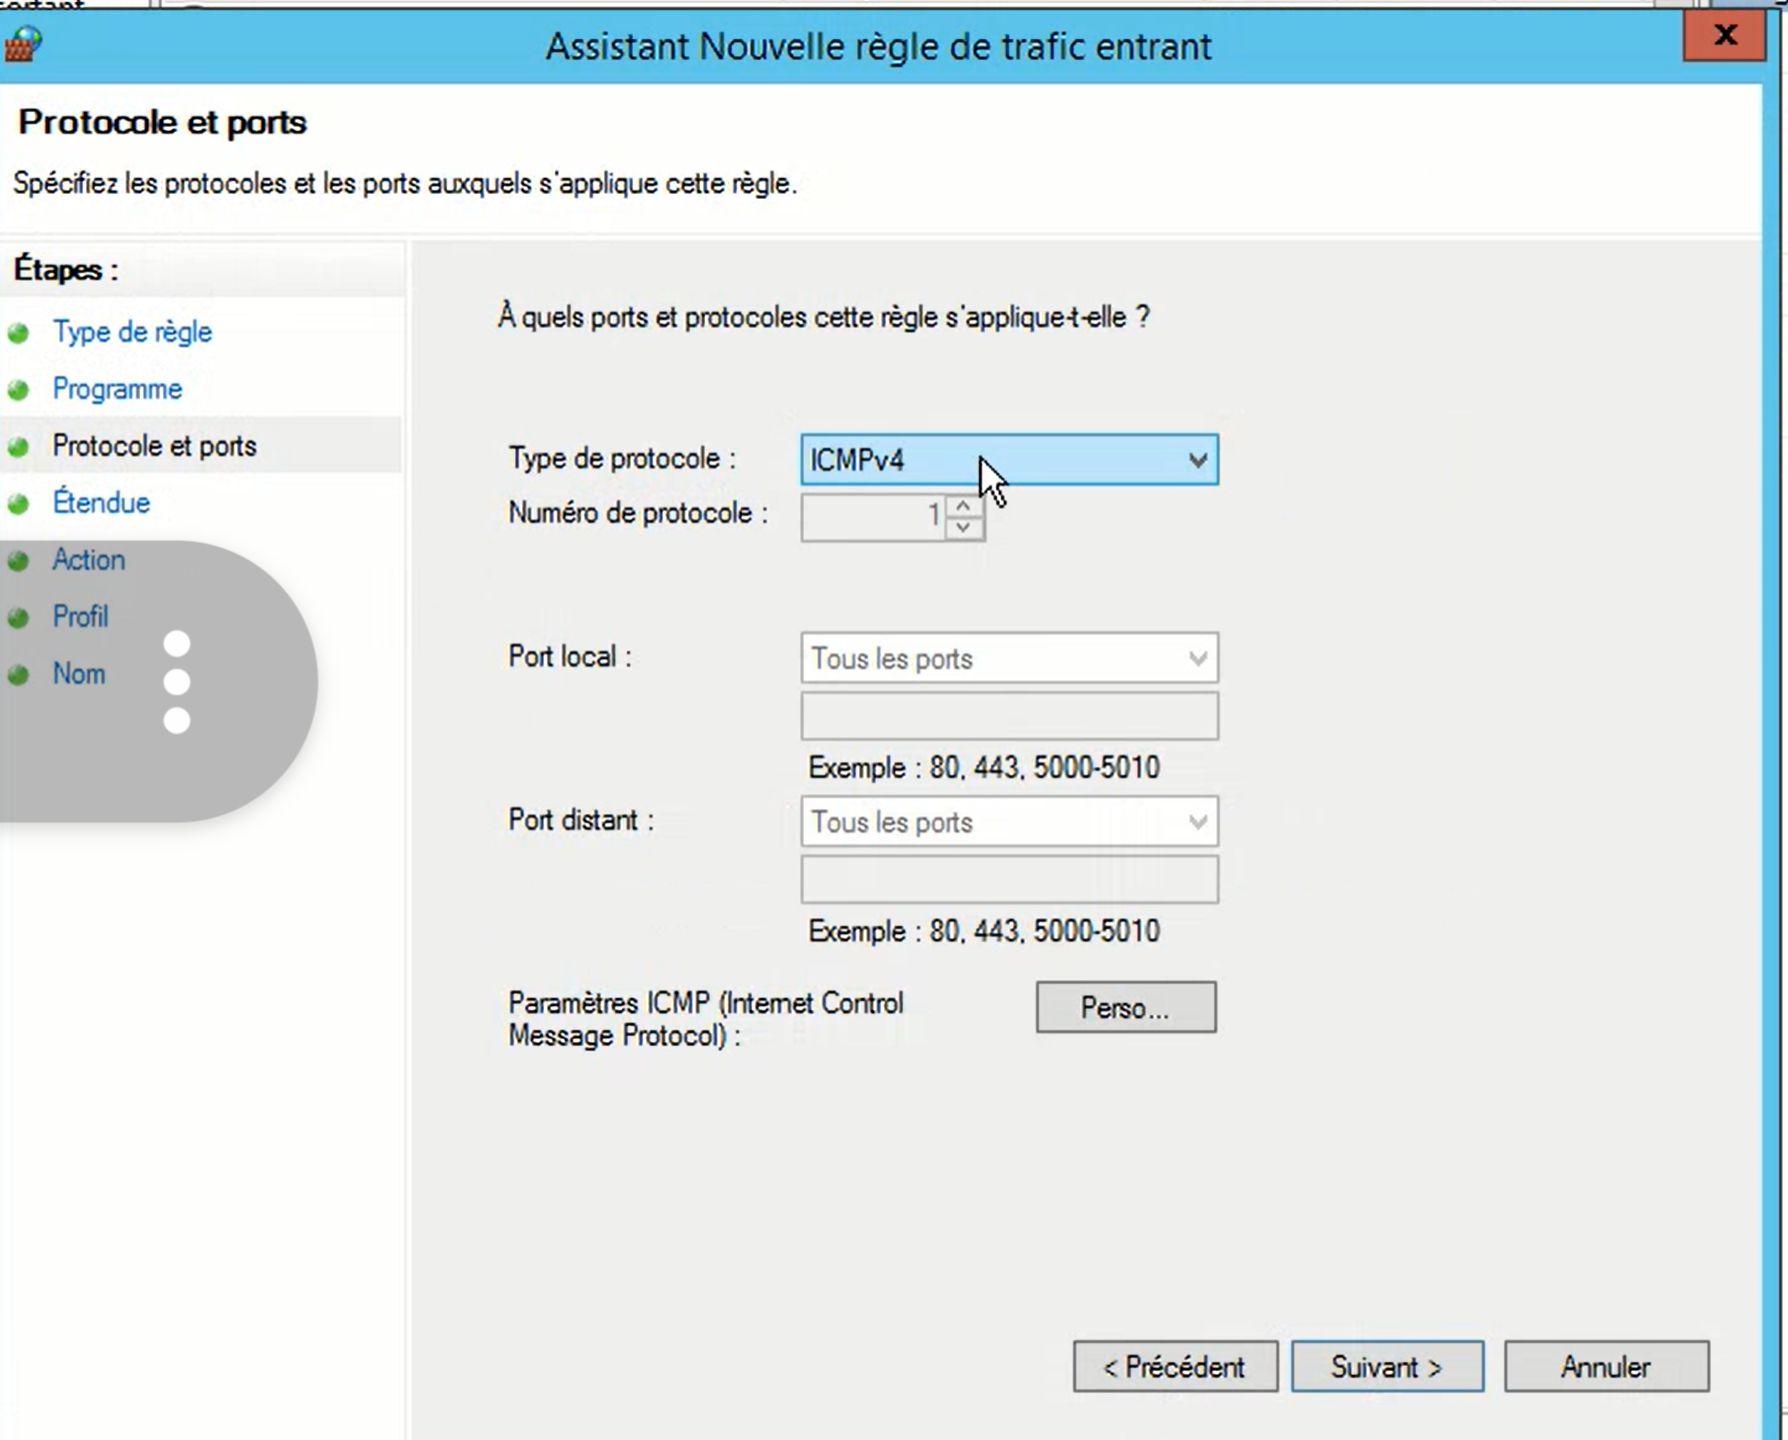 Assistant Nouvelle règle de trafic entrant
x
Protocole et ports
Spécifiez les protocoles et les ports auxquels s'applique cette règle.
Étapes :
Type de règle
Programme
Protocole et ports
Étendue
Action
Profil
Nom
À quels ports et protocoles cette règle s'applique-t-elle ?
Type de protocole : ICMPv4
Numéro de protocole : 1
Port local : Tous les ports
Exemple : 80, 443, 5000-5010
Port distant : Tous les ports
Exemple : 80, 443, 5000-5010
Paramètres ICMP (Internet Control
Message Protocol) :
Perso...
< Précédent
Suivant >
Annuler